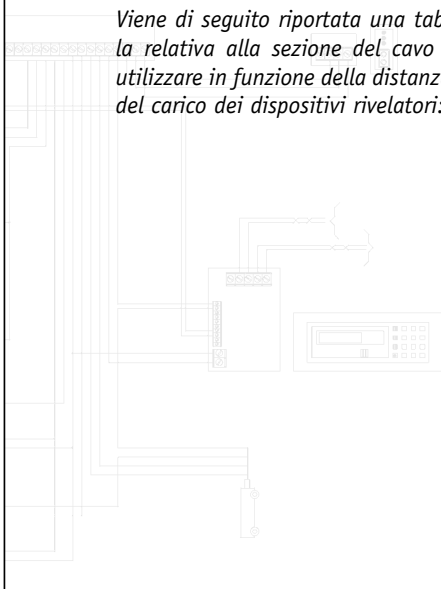 Viene di seguito riportata una tab
la relativa alla sezione del cavo
utilizzare in funzione della distanz
del carico dei dispositivi rivelatori: